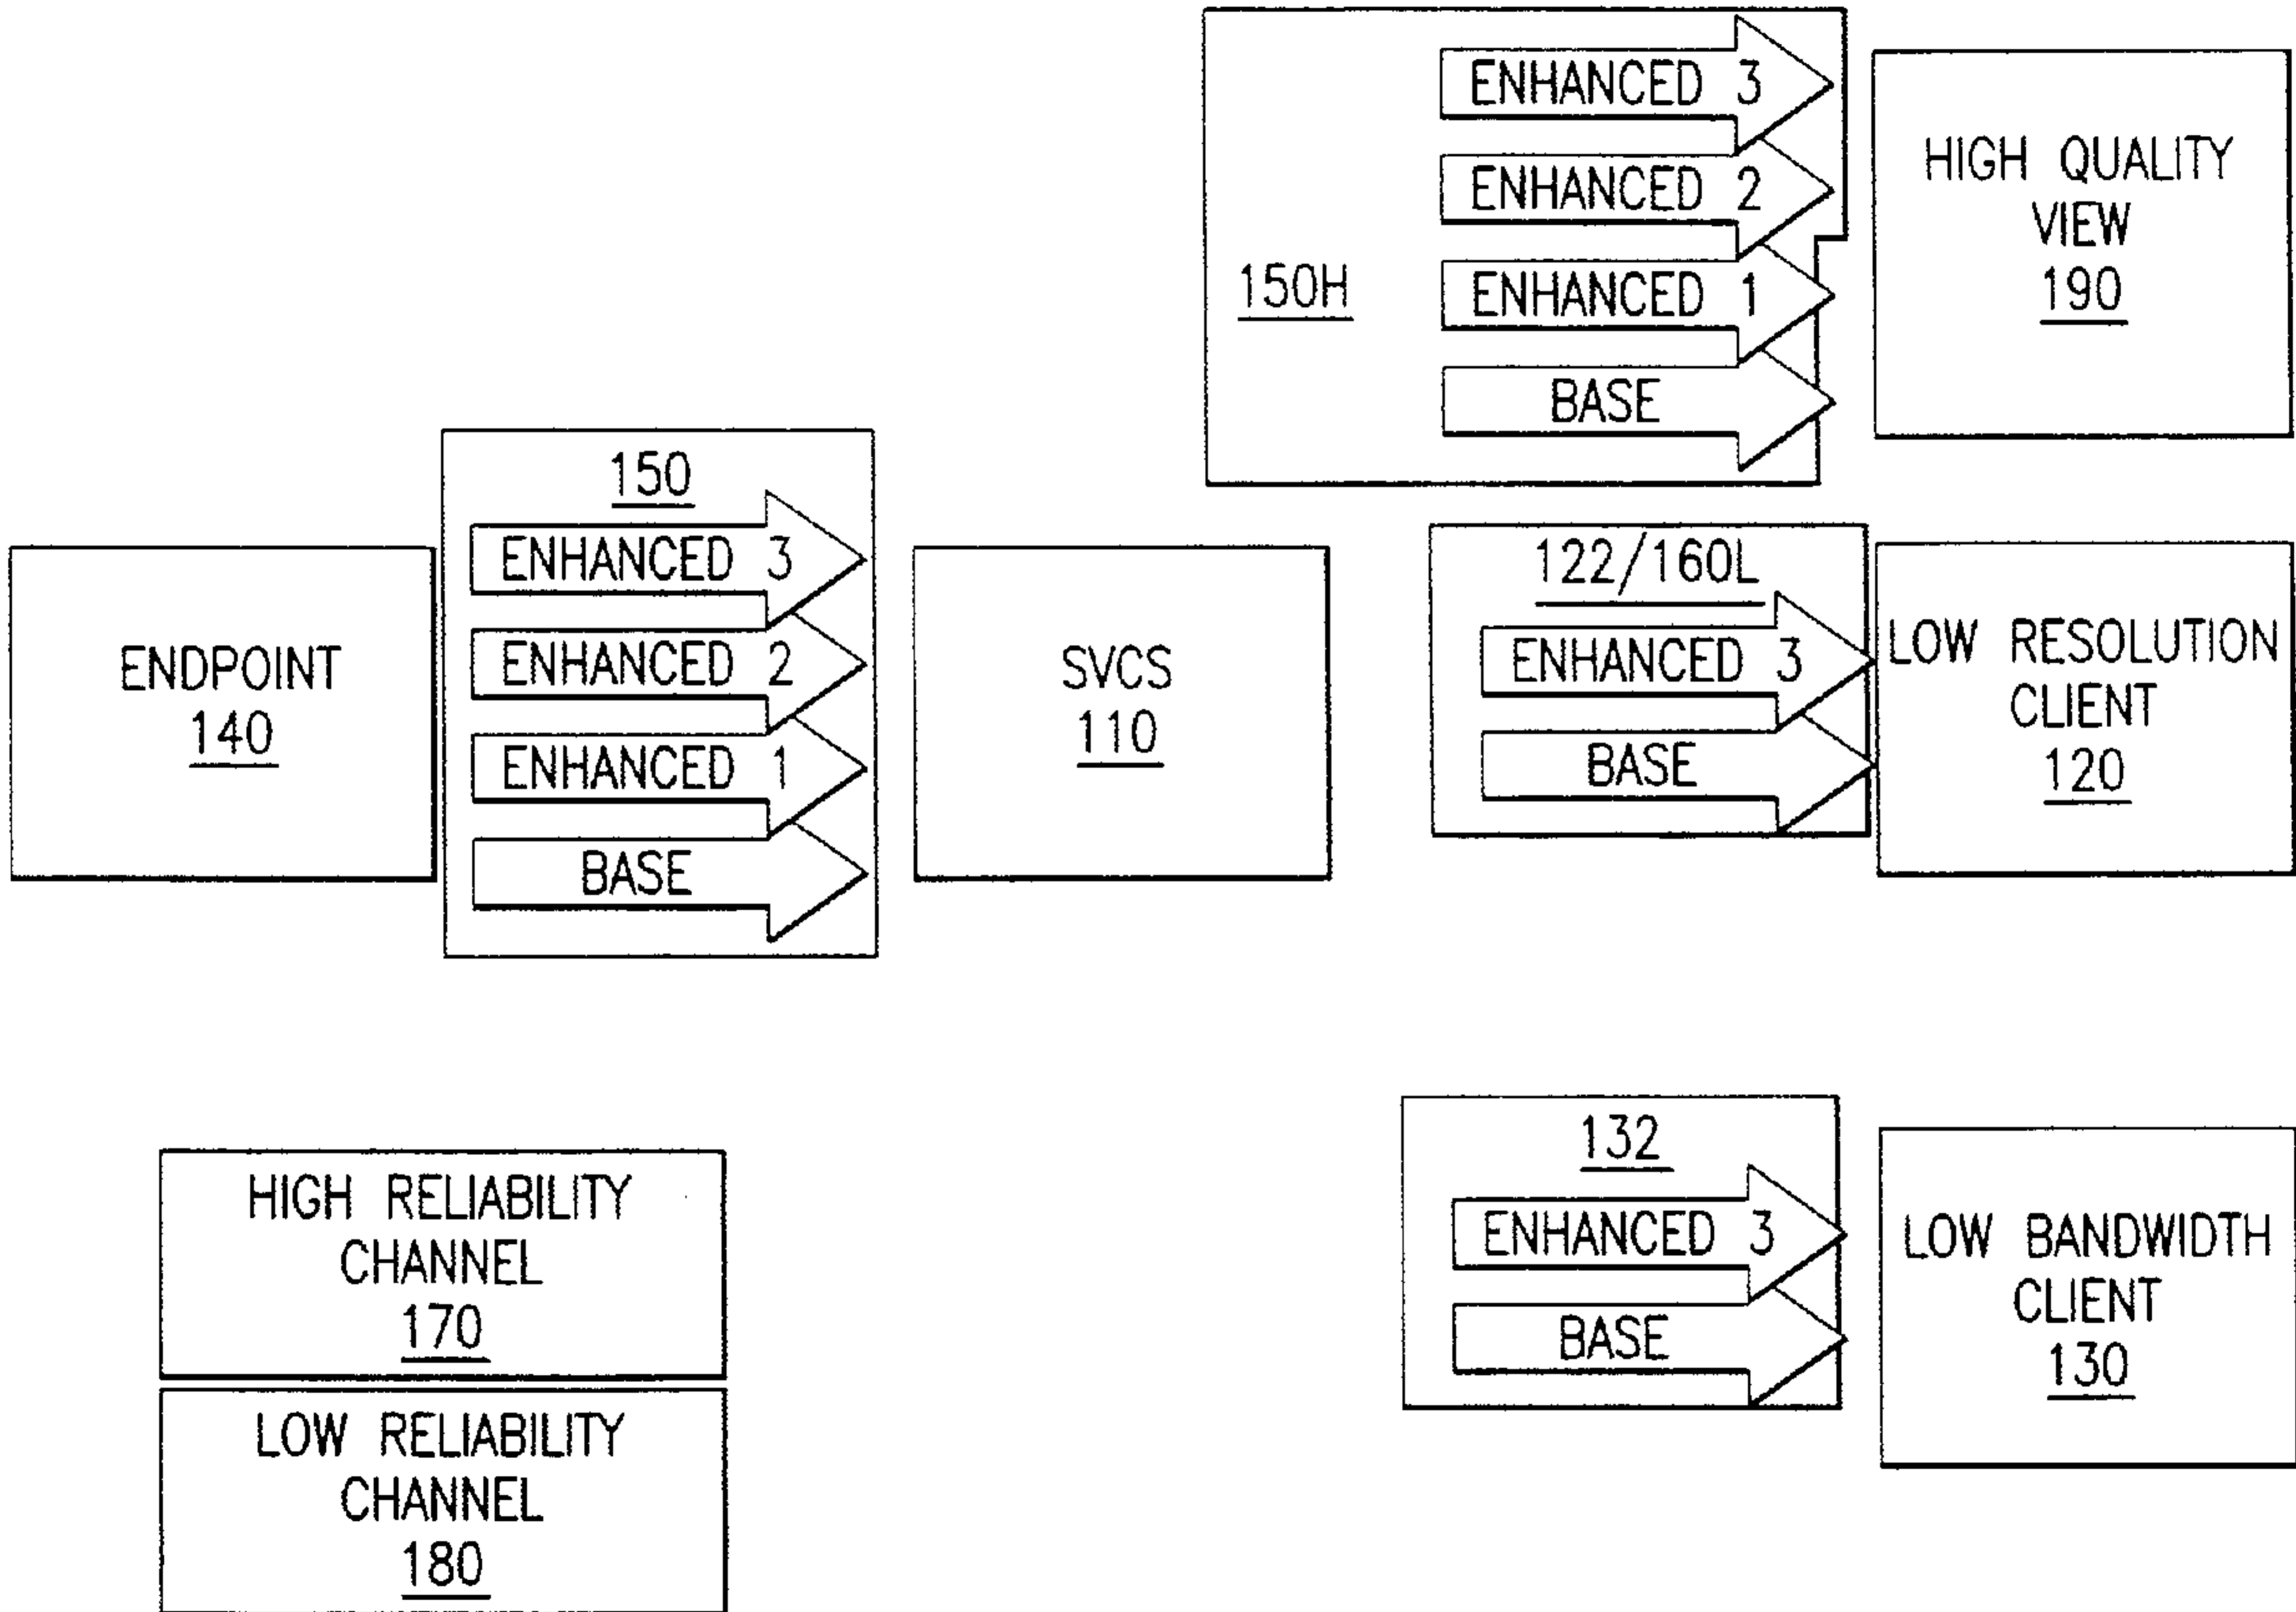 ENHANCED 3
ENHANCED 2
150H
ENHANCED 1
BASE
HIGH QUALITY
VIEW
190
150
ENHANCED 3
ENHANCED 2
ENHANCED 1
BASE
ENDPOINT
140
SVCS
110
122/160L
ENHANCED 3
BASE
LOW RESOLUTION
CLIENT
120
132
ENHANCED 3
BASE
LOW BANDWIDTH
CLIENT
130
HIGH RELIABILITY
CHANNEL
170
LOW RELIABILITY
CHANNEL
180